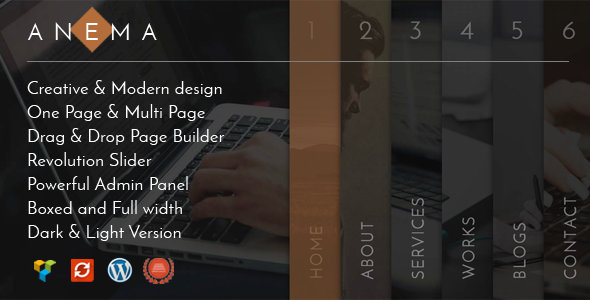 ANEMA
Creative & Modern design
One Page & Multi Page
Drag & Drop Page Builder
Revolution Slider
Powerful Admin Panel
Boxed and Full width
Dark & Light Version
1
HOME
2
ABOUT
3
SERVICES
4
WORKS
5
BLOGS
6
CONTACT